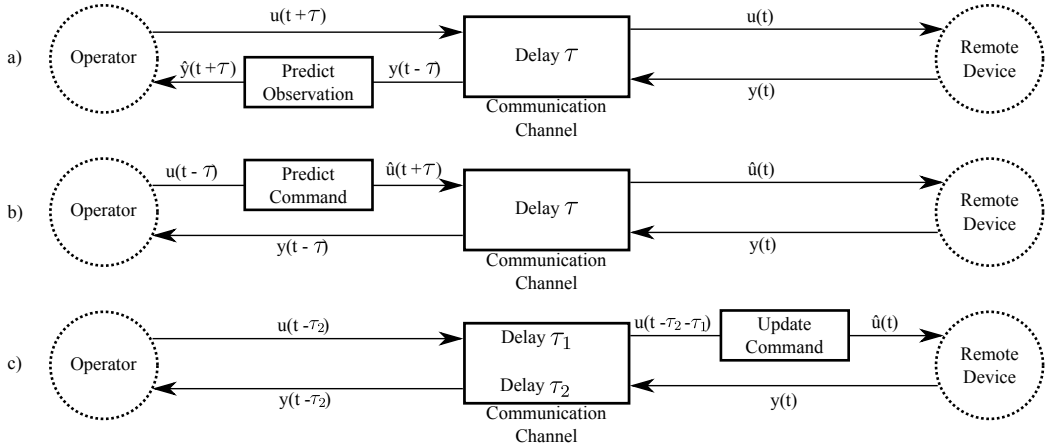 a)
Operator
u(t + τ)
ŷ(t + τ)
Predict
Observation
y(t - τ)
Delay τ
Communication
Channel
u(t)
y(t)
Remote
Device
b)
Operator
u(t - τ)
Predict
Command
û(t + τ)
y(t - τ)
Delay τ
Communication
Channel
û(t)
y(t)
Remote
Device
c)
Operator
u(t -τ₂)
y(t -τ₂)
Delay τ₁
Delay τ₂
Communication
Channel
u(t -τ₂ -τ₁)
Update
Command
û(t)
y(t)
Remote
Device